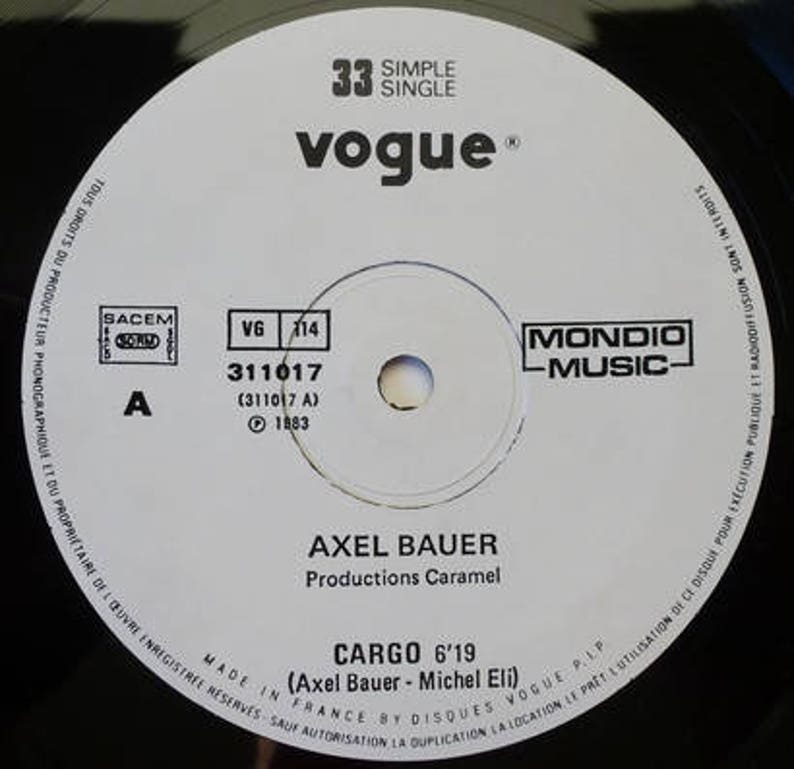 33 SIMPLE
SINGLE
vogue®
SACEM
SDRM
SACD
SGDL
A
VG 114
311017
(311017 A)
℗ 1983
MONDIO
MUSIC
AXEL BAUER
Productions Caramel
CARGO 6'19
(Axel Bauer - Michel Eli)
MADE IN FRANCE BY DISQUES VOGUE P.I.P
TOUS DROITS DU PRODUCTEUR PHONOGRAPHIQUE ET DU PROPRIÉTAIRE DE L'ŒUVRE ENREGISTRÉE RÉSERVÉS - SAUF AUTORISATION LA DUPLICATION LA LOCATION LE PRÊT L'UTILISATION DE CE DISQUE POUR EXÉCUTION PUBLIQUE ET RADIODIFFUSION SONT INTERDITS